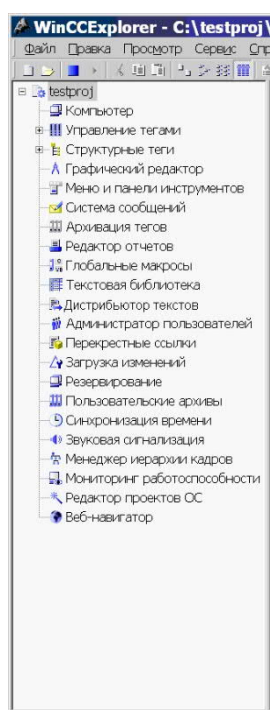 WinCCExplorer - C:\testproj\
Файл Правка Просмотр Сервис Спр
testproj
Компьютер
Управление тегами
Структурные теги
Графический редактор
Меню и панели инструментов
Система сообщений
Архивация тегов
Редактор отчетов
Глобальные макросы
Текстовая библиотека
Дистрибьютор текстов
Администратор пользователей
Перекрестные ссылки
Загрузка изменений
Резервирование
Пользовательские архивы
Синхронизация времени
Звуковая сигнализация
Менеджер иерархии кадров
Мониторинг работоспособности
Редактор проектов ОС
Веб-навигатор